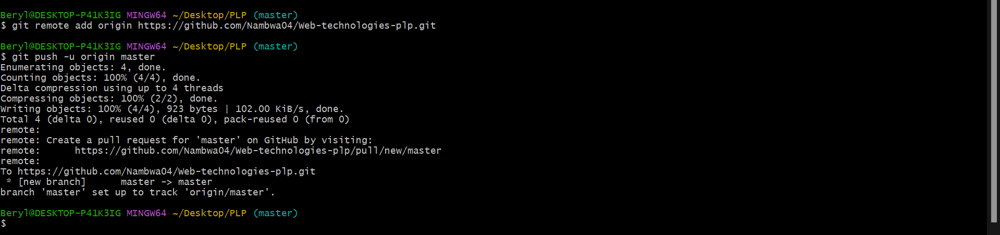 Beryl@DESKTOP-P41K3IG MINGW64 ~/Desktop/PLP (master)
$ git remote add origin https://github.com/Nambwa04/Web-technologies-plp.git
Beryl@DESKTOP-P41K3IG MINGW64 ~/Desktop/PLP (master)
$ git push -u origin master
Enumerating objects: 4, done.
Counting objects: 100% (4/4), done.
Delta compression using up to 4 threads
Compressing objects: 100% (2/2), done.
Writing objects: 100% (4/4), 923 bytes | 102.00 KiB/s, done.
Total 4 (delta 0), reused 0 (delta 0), pack-reused 0 (from 0)
remote:
remote: Create a pull request for 'master' on GitHub by visiting:
remote:      https://github.com/Nambwa04/Web-technologies-plp/pull/new/master
remote:
To https://github.com/Nambwa04/Web-technologies-plp.git
 * [new branch]      master -> master
branch 'master' set up to track 'origin/master'.
Beryl@DESKTOP-P41K3IG MINGW64 ~/Desktop/PLP (master)
$